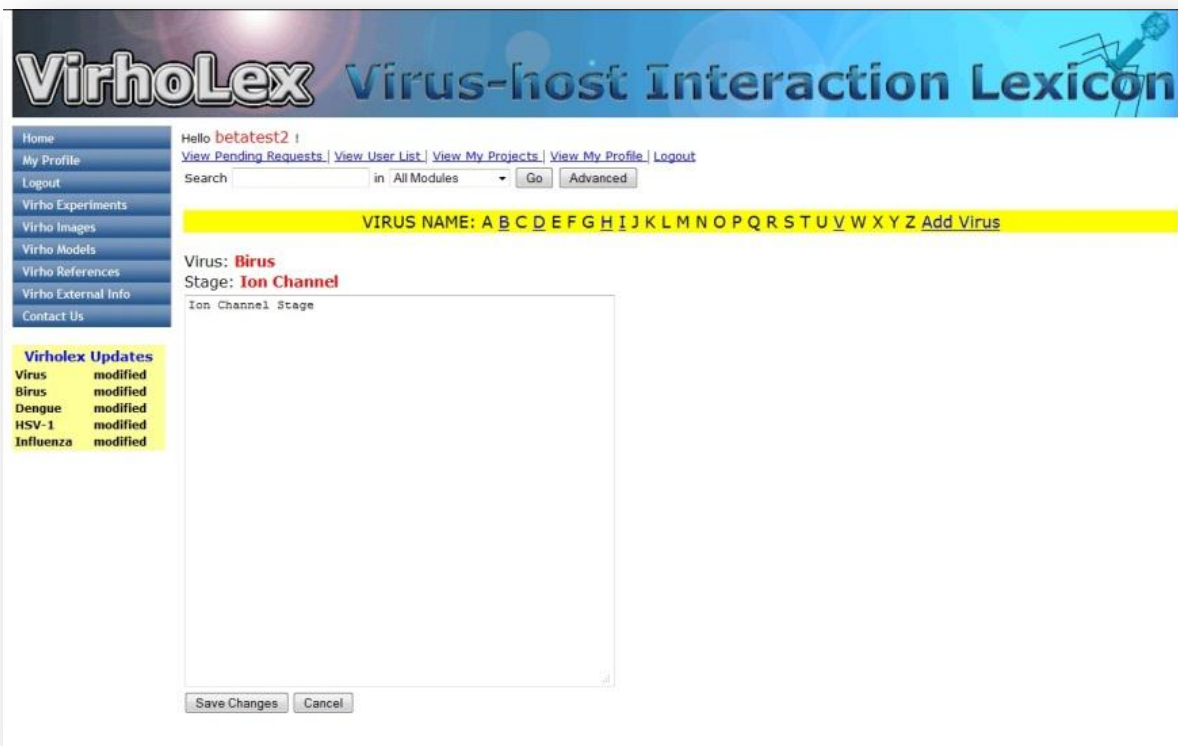 VirhoLex Virus-host Interaction Lexicon
Home
My Profile
Logout
Virho Experiments
Virho Images
Virho Models
Virho References
Virho External Info
Contact Us
Virholex Updates
Virus modified
Birus modified
Dengue modified
HSV-1 modified
Influenza modified
Hello betatest2 !
View Pending Requests | View User List | View My Projects | View My Profile | Logout
Search in All Modules Go Advanced
VIRUS NAME: A B C D E F G H I J K L M N O P Q R S T U V W X Y Z Add Virus
Virus: Birus
Stage: Ion Channel
Ion Channel Stage
Save Changes Cancel